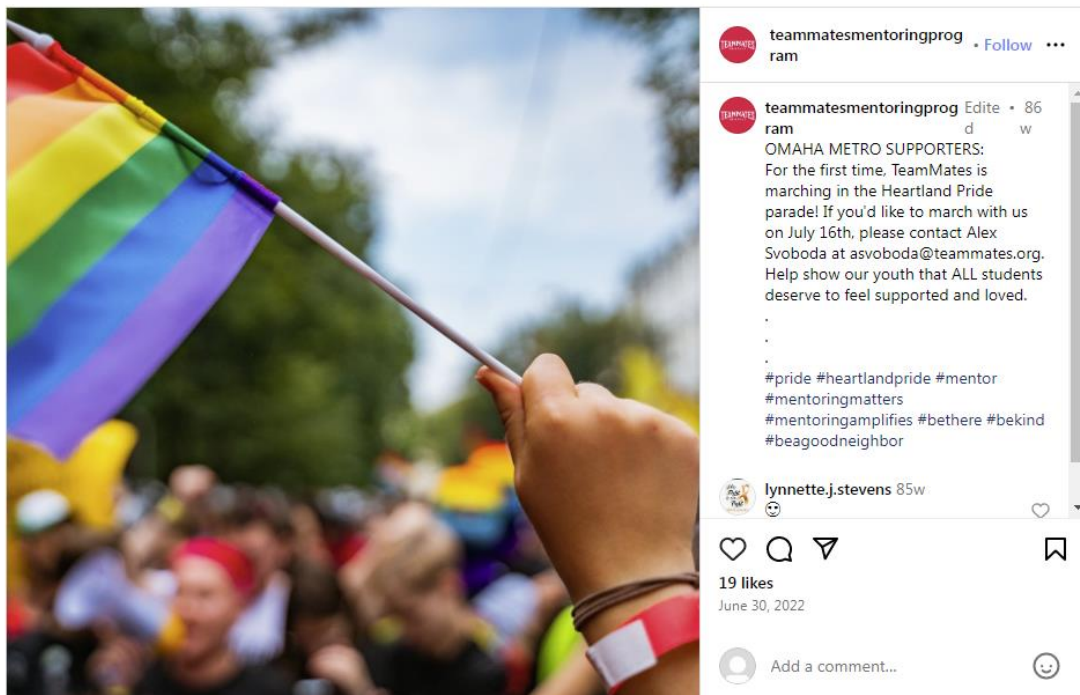 teammatesmentoringprog
ram
• Follow •••
teammatesmentoringprog
ram
Edite • 86
d w
OMAHA METRO SUPPORTERS:
For the first time, TeamMates is
marching in the Heartland Pride
parade! If you'd like to march with us
on July 16th, please contact Alex
Svoboda at asvoboda@teammates.org.
Help show our youth that ALL students
deserve to feel supported and loved.
.
.
.
#pride #heartlandpride #mentor
#mentoringmatters
#mentoringamplifies #bethere #bekind
#beagoodneighbor
lynnette.j.stevens 85w
19 likes
June 30, 2022
Add a comment...